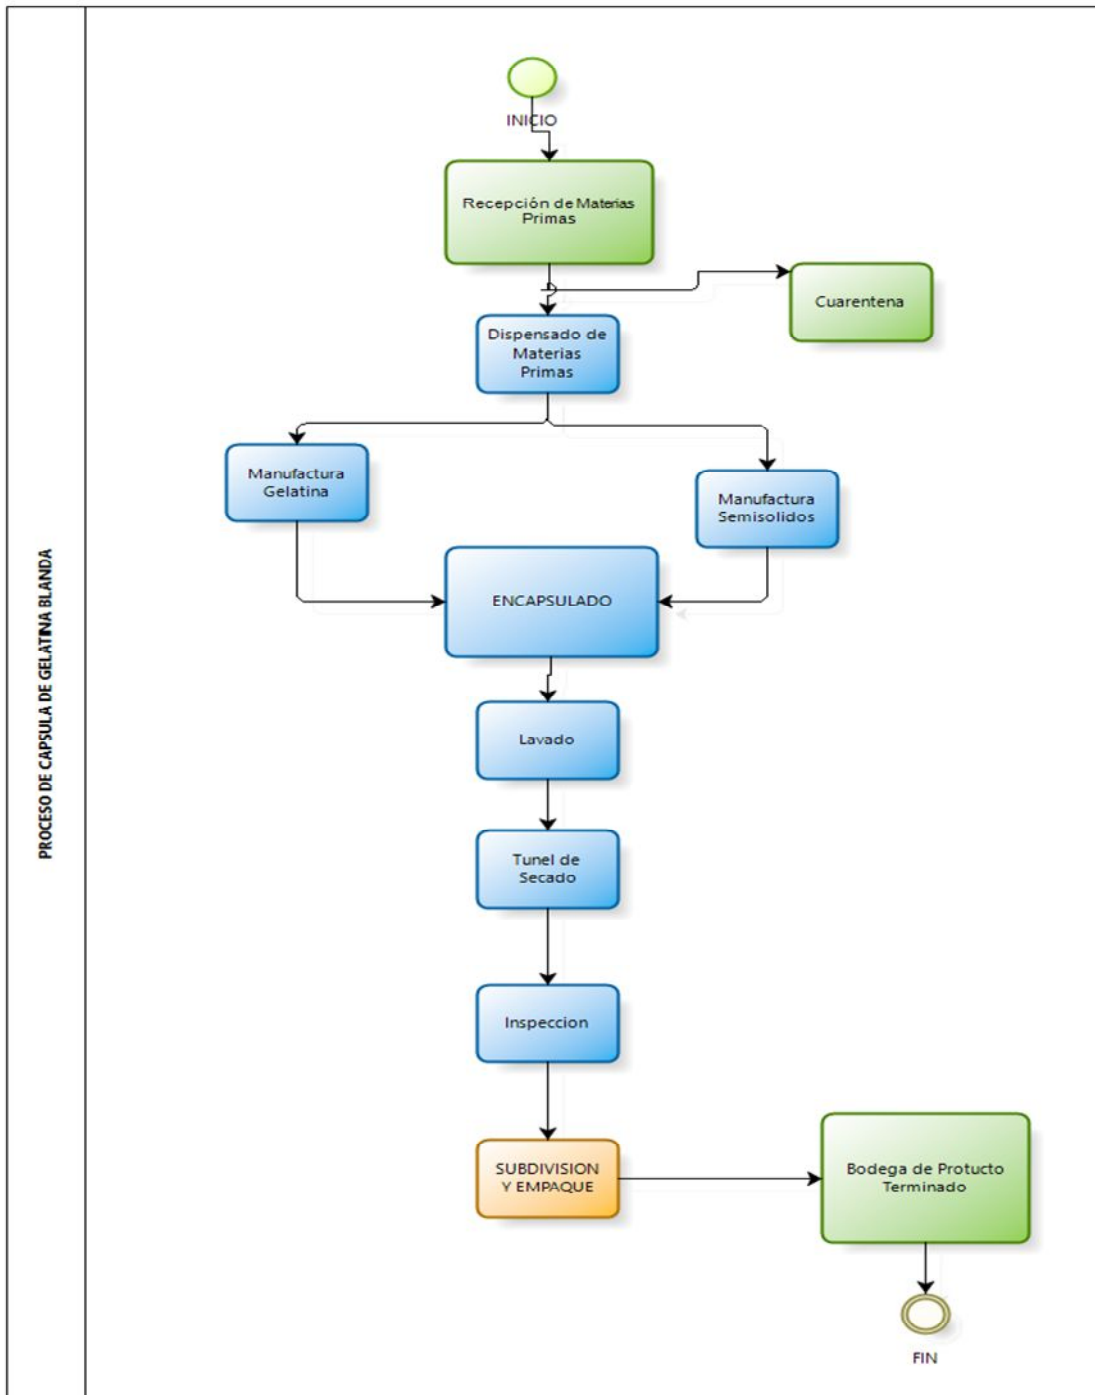 PROCESO DE CAPSULA DE GELATINA BLANDA
INICIO
Recepción de Materias
Primas
Cuarentena
Dispensado de
Materias
Primas
Manufactura
Gelatina
Manufactura
Semisolidos
ENCAPSULADO
Lavado
Tunel de
Secado
Inspeccion
SUBDIVISION
Y EMPAQUE
Bodega de Protucto
Terminado
FIN